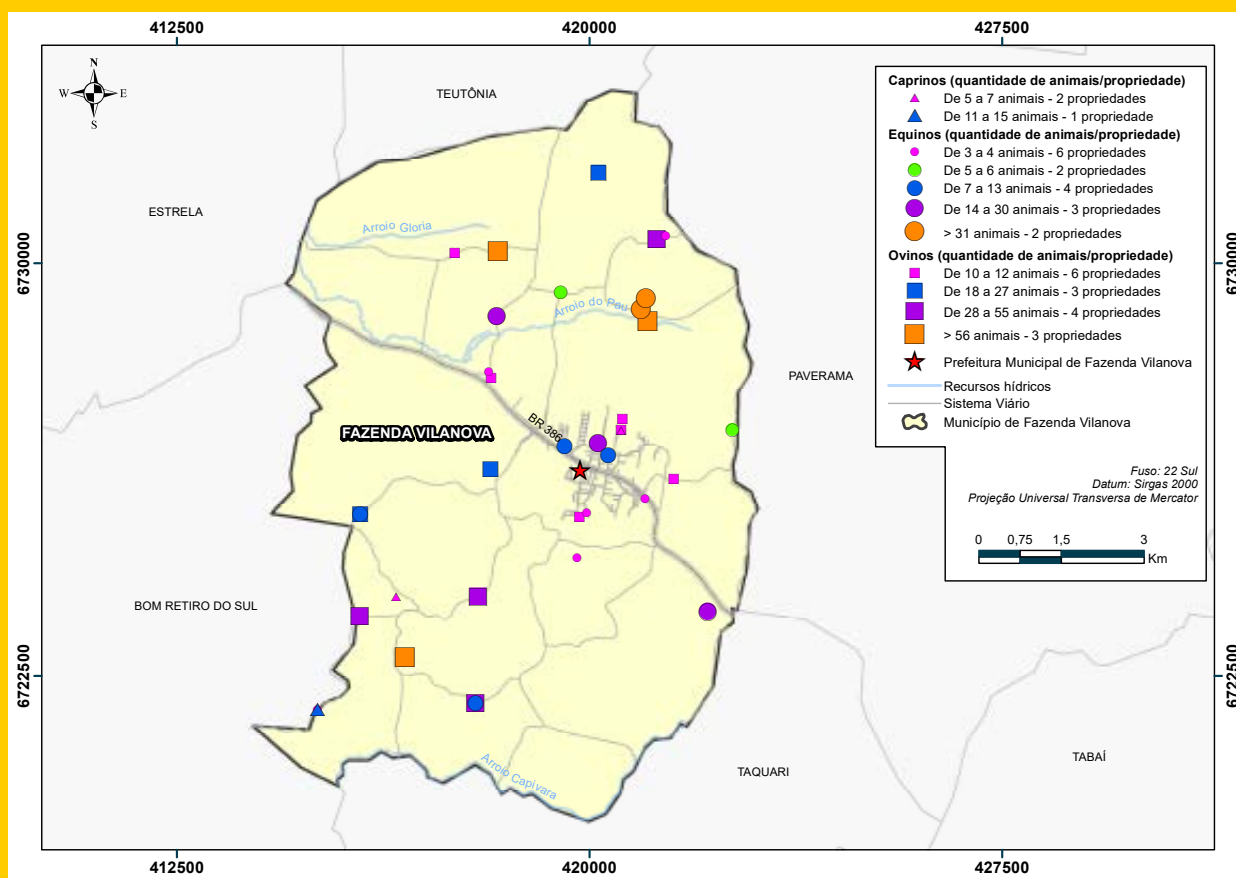 412500
420000
427500
N
W
E
S
TEUTÔNIA
ESTRELA
Arroio Gloria
6730000
6730000
Arroio do Pau
PAVERAMA
BR 386
FAZENDA VILANOVA
BOM RETIRO DO SUL
6722500
6722500
Arroio Capivara
TAQUARI
TABAÍ
412500
420000
427500
Caprinos (quantidade de animais/propriedade)
De 5 a 7 animais - 2 propriedades
De 11 a 15 animais - 1 propriedade
Equinos (quantidade de animais/propriedade)
De 3 a 4 animais - 6 propriedades
De 5 a 6 animais - 2 propriedades
De 7 a 13 animais - 4 propriedades
De 14 a 30 animais - 3 propriedades
> 31 animais - 2 propriedades
Ovinos (quantidade de animais/propriedade)
De 10 a 12 animais - 6 propriedades
De 18 a 27 animais - 3 propriedades
De 28 a 55 animais - 4 propriedades
> 56 animais - 3 propriedades
Prefeitura Municipal de Fazenda Vilanova
Recursos hídricos
Sistema Viário
Município de Fazenda Vilanova
Fuso: 22 Sul
Datum: Sirgas 2000
Projeção Universal Transversa de Mercator
0 0,75 1,5 3
Km